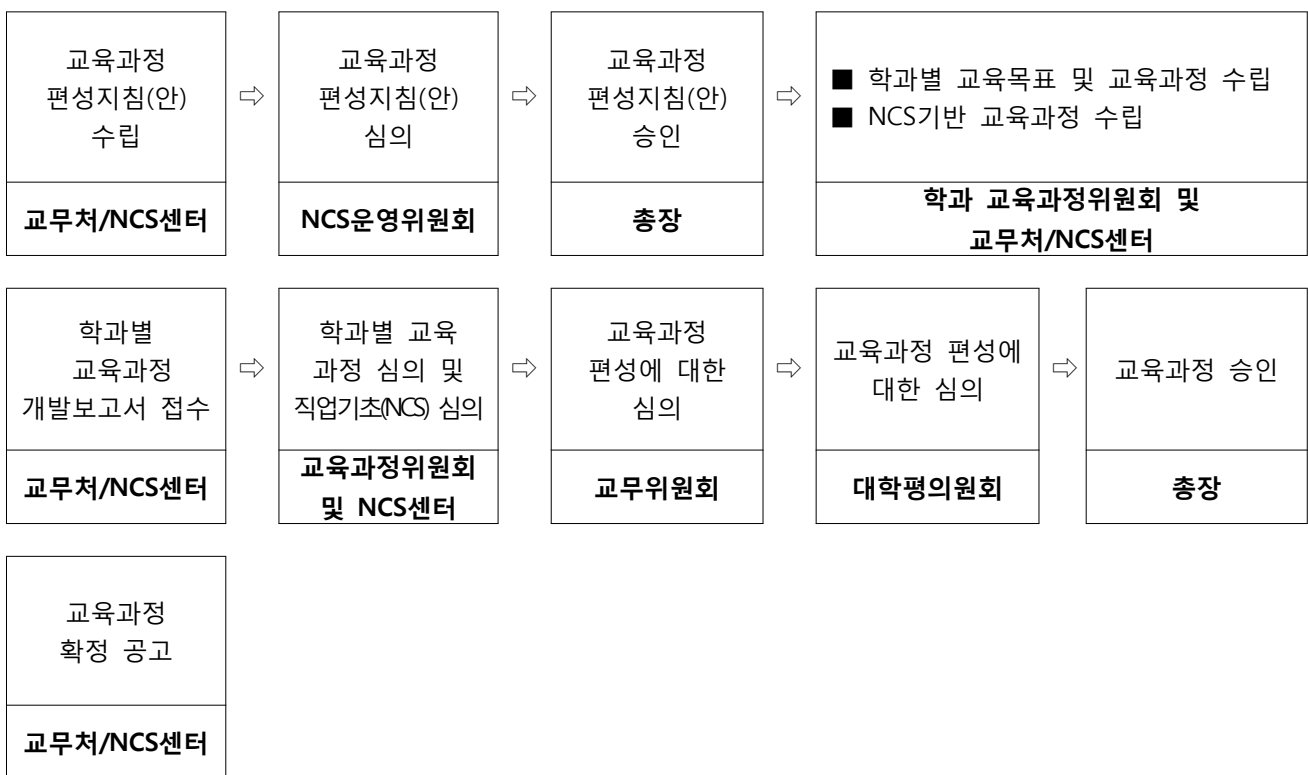 교육과정
편성지침(안)
수립
교무처/NCS센터
⇨
교육과정
편성지침(안)
심의
NCS운영위원회
⇨
교육과정
편성지침(안)
승인
총장
⇨
■ 학과별 교육목표 및 교육과정 수립
■ NCS기반 교육과정 수립
학과 교육과정위원회 및
교무처/NCS센터
학과별
교육과정
개발보고서 접수
교무처/NCS센터
⇨
학과별 교육
과정 심의 및
직업기초(NCS) 심의
교육과정위원회
및 NCS센터
⇨
교육과정
편성에 대한
심의
교무위원회
⇨
교육과정 편성에
대한 심의
대학평의원회
⇨
교육과정 승인
총장
교육과정
확정 공고
교무처/NCS센터